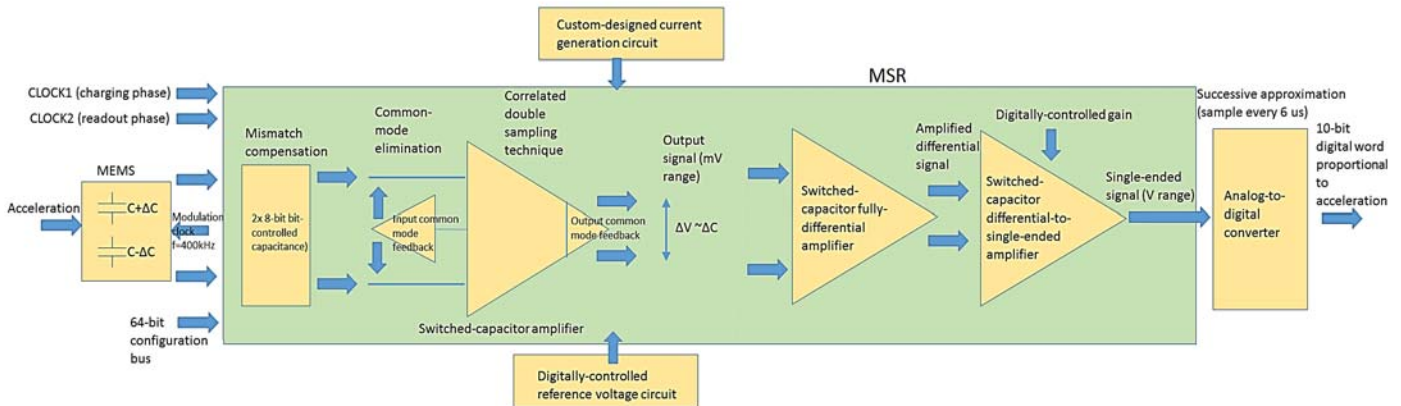 Custom-designed current
generation circuit
MSR
CLOCK1 (charging phase)
CLOCK2 (readout phase)
MEMS
Acceleration
C+ΔC
C-ΔC
Modulation
clock
f=400kHz
64-bit
configuration
bus
Mismatch
compensation
2x 8-bit bit-
controlled
capacitance)
Common-
mode
elimination
Input common
mode
feedback
Correlated
double
sampling
technique
Output common
mode feedback
Switched-capacitor amplifier
Output
signal (mV
range)
ΔV ~ΔC
Switched-
capacitor fully-
differential
amplifier
Amplified
differential
signal
Digitally-controlled gain
Switched-
capacitor
differential-to-
single-ended
amplifier
Single-ended
signal (V range)
Successive approximation
(sample every 6 us)
Analog-to-
digital
converter
10-bit
digital word
proportional
to
acceleration
Digitally-controlled
reference voltage circuit